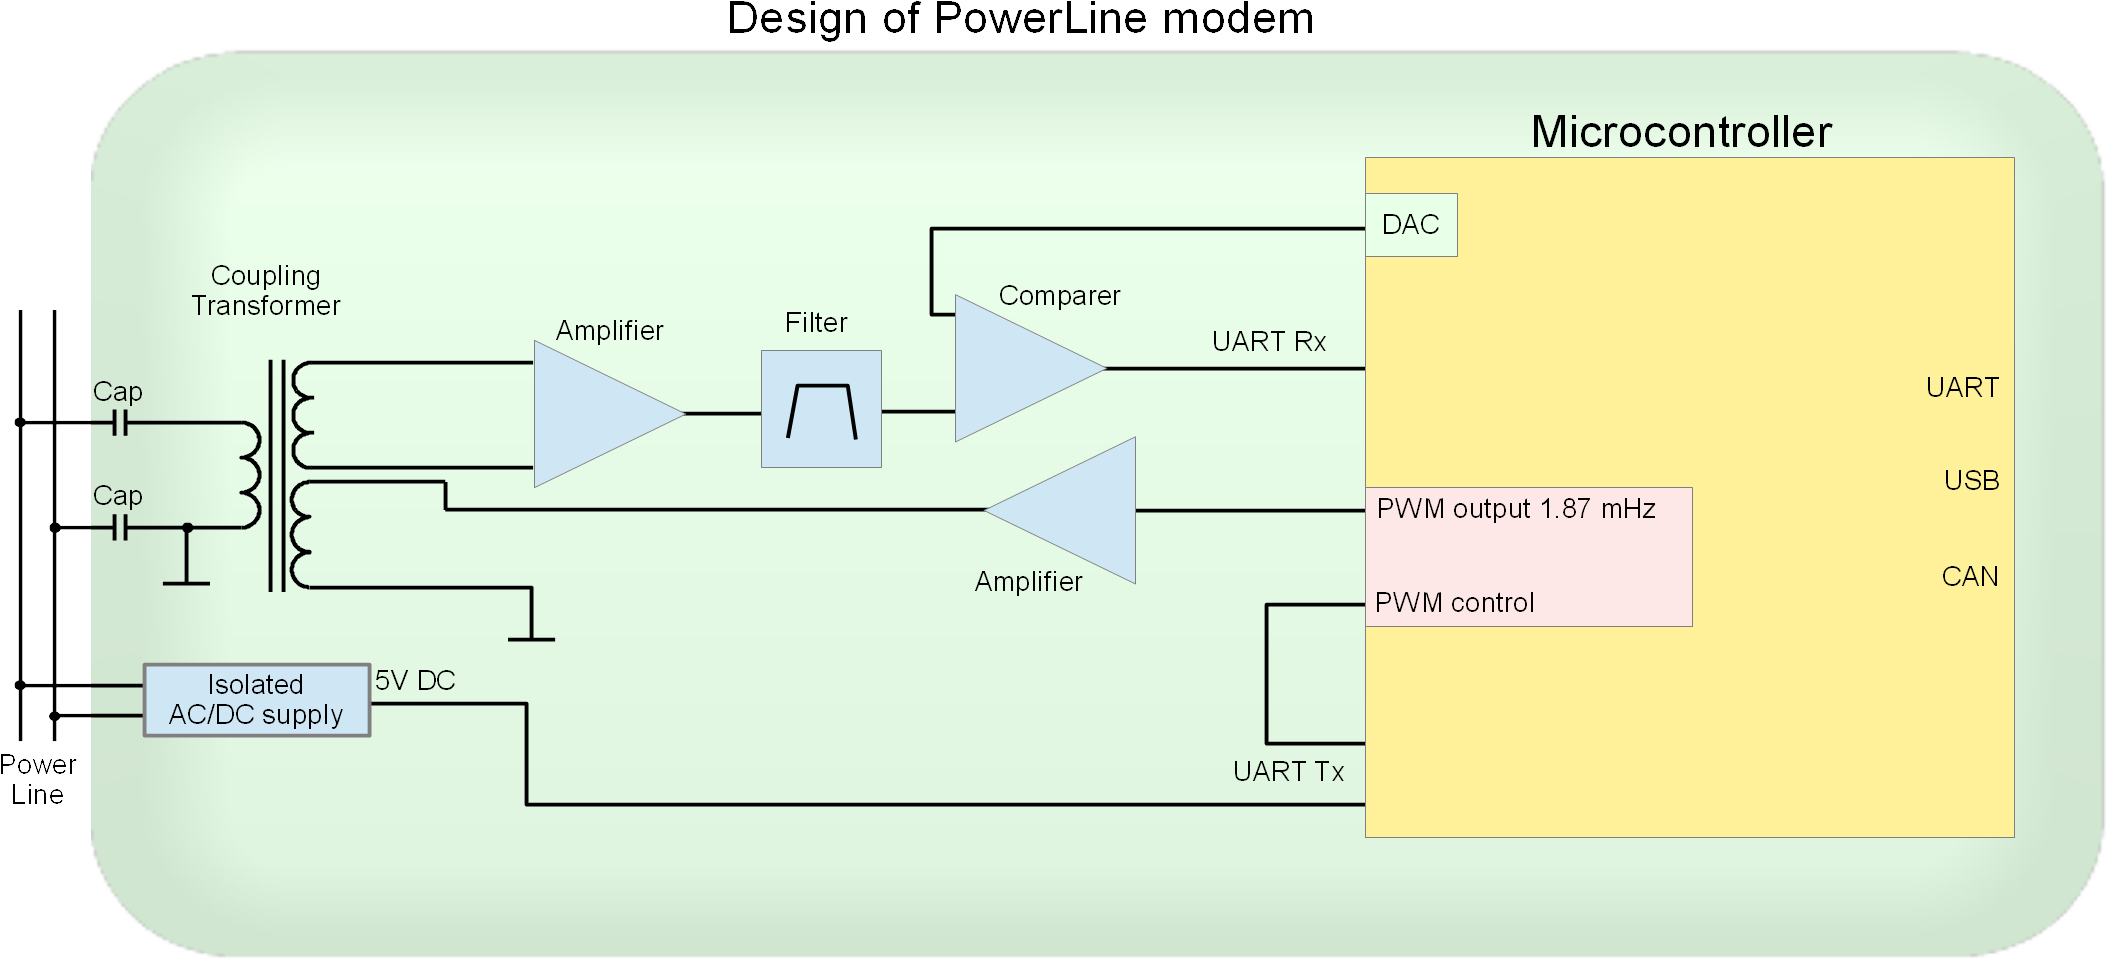 Design of PowerLine modem
Microcontroller
DAC
Coupling
Transformer
Comparer
Amplifier
Filter
UART Rx
Cap
UART
Cap
USB
PWM output 1.87 mHz
Amplifier
CAN
PWM control
Isolated
AC/DC supply
5V DC
Power
Line
UART Tx